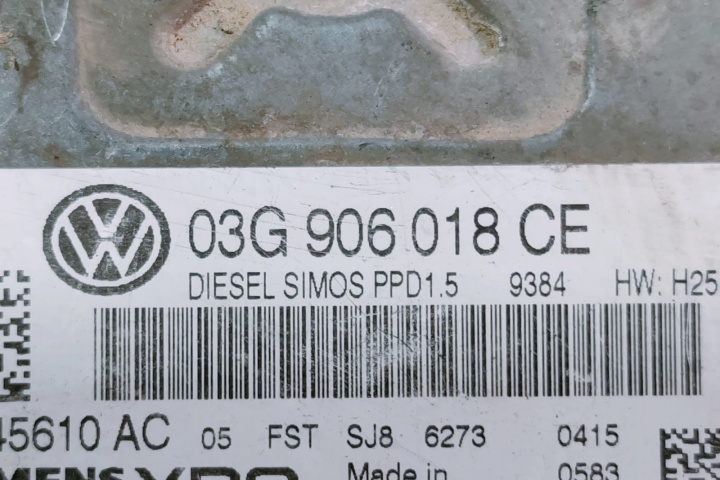 03G 906 018 CE
DIESEL SIMOS PPD1.5 9384 HW: H25
45610 AC 05 FST SJ8 6273 0415
Made in 0583